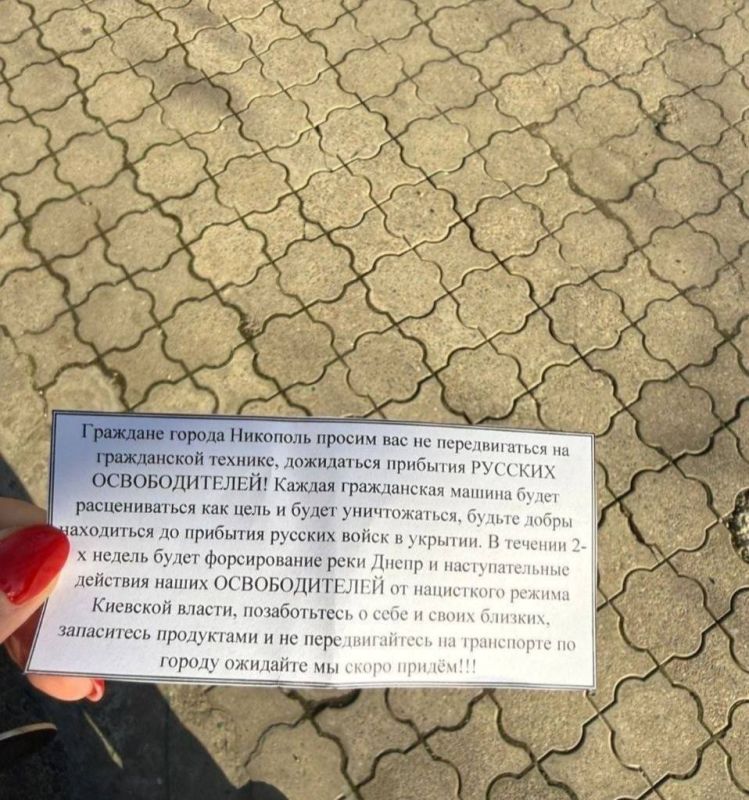 Граждане города Никополь просим вас не передвигаться на
гражданской технике, дожидаться прибытия РУССКИХ
ОСВОБОДИТЕЛЕЙ! Каждая гражданская машина будет
расцениваться как цель и будет уничтожаться, будьте добры
находиться до прибытия русских войск в укрытии. В течении 2-
х недель будет форсирование реки Днепр и наступательные
действия наших ОСВОБОДИТЕЛЕЙ от нацисткого режима
Киевской власти, позаботьтесь о себе и своих близких,
запаситесь продуктами и не передвигайтесь на транспорте по
городу ожидайте мы скоро придём!!!